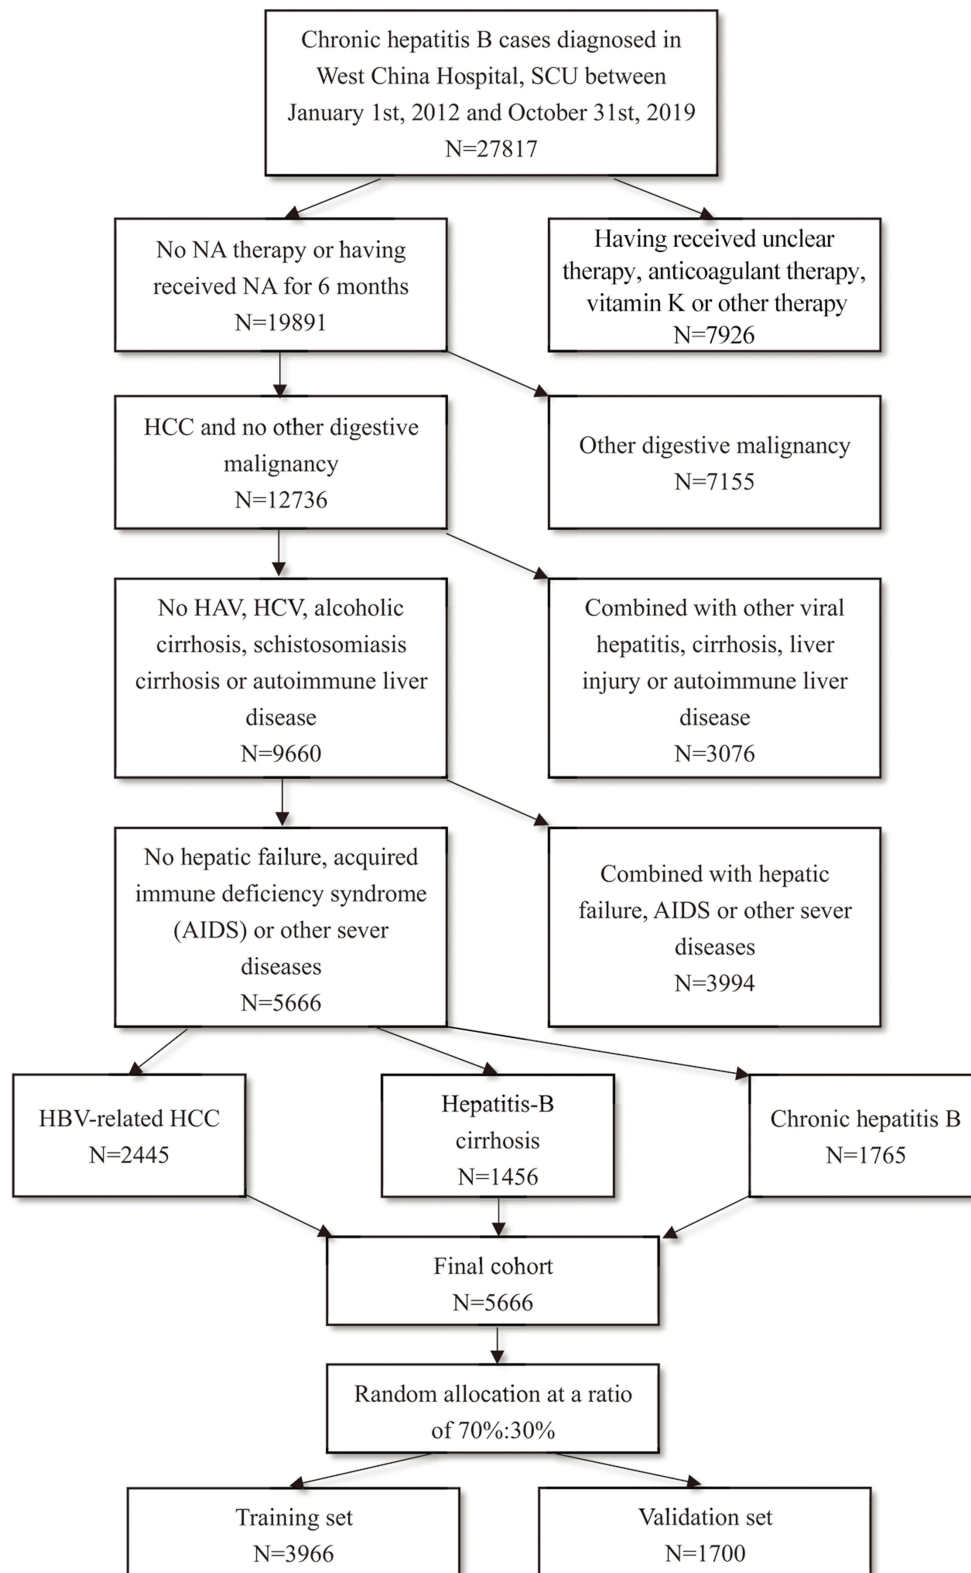 Chronic hepatitis B cases diagnosed in
West China Hospital, SCU between
January 1st, 2012 and October 31st, 2019
N=27817
No NA therapy or having
received NA for 6 months
N=19891
Having received unclear
therapy, anticoagulant therapy,
vitamin K or other therapy
N=7926
HCC and no other digestive
malignancy
N=12736
Other digestive malignancy
N=7155
No HAV, HCV, alcoholic
cirrhosis, schistosomiasis
cirrhosis or autoimmune liver
disease
N=9660
Combined with other viral
hepatitis, cirrhosis, liver
injury or autoimmune liver
disease
N=3076
No hepatic failure, acquired
immune deficiency syndrome
(AIDS) or other sever
diseases
N=5666
Combined with hepatic
failure, AIDS or other sever
diseases
N=3994
HBV-related HCC
N=2445
Hepatitis-B
cirrhosis
N=1456
Chronic hepatitis B
N=1765
Final cohort
N=5666
Random allocation at a ratio
of 70%:30%
Training set
N=3966
Validation set
N=1700